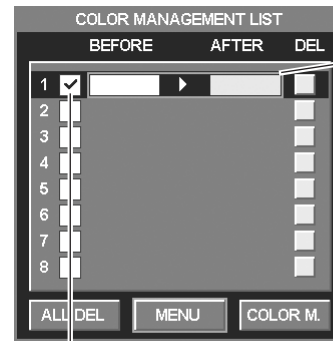 COLOR MANAGEMENT LIST
BEFORE AFTER DEL
1
2
3
4
5
6
7
8
ALL DEL MENU COLOR M.